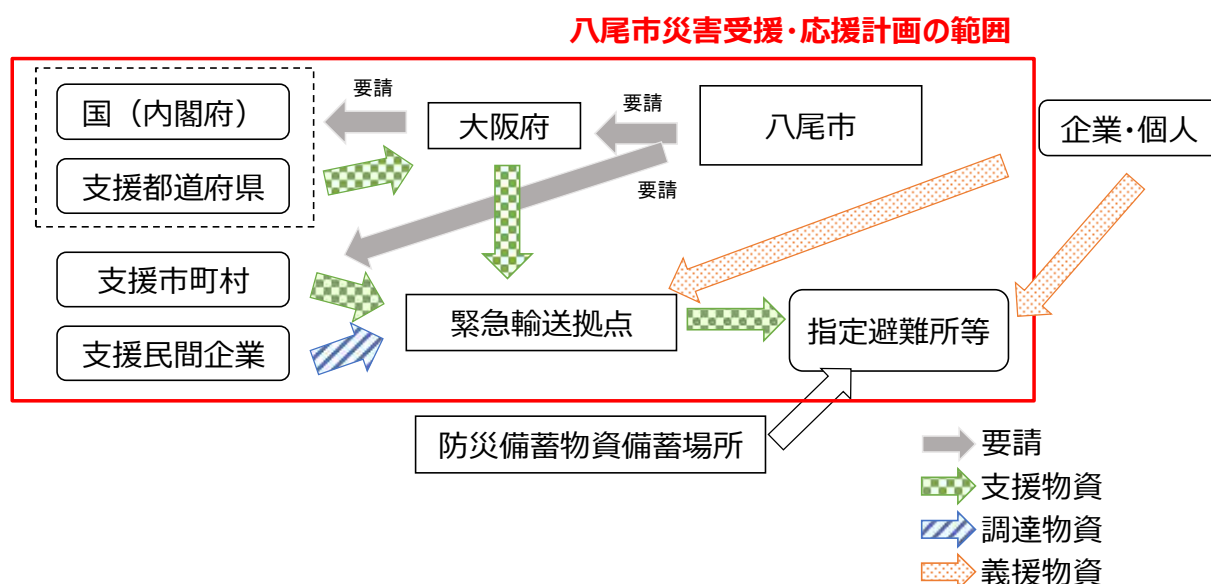 八尾市災害受援・応援計画の範囲
要請
国（内閣府）
大阪府
要請
八尾市
企業・個人
支援都道府県
要請
支援市町村
緊急輸送拠点
指定避難所等
支援民間企業
防災備蓄物資備蓄場所
要請
支援物資
調達物資
義援物資